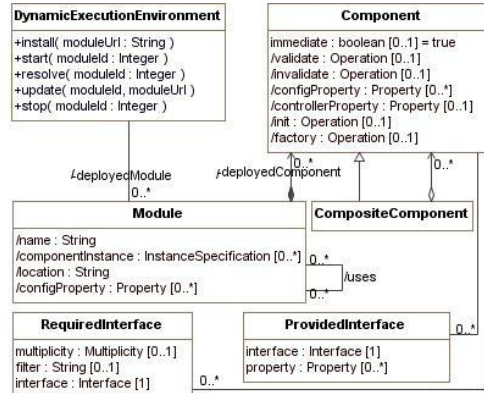 DynamicExecutionEnvironment
+install( moduleUrl : String )
+start( moduleId : Integer )
+resolve( moduleId : Integer )
+update( moduleId, moduleUrl )
+stop( moduleId : Integer )
Component
immediate : boolean [0..1] = true
/validate : Operation [0..1]
/invalidate : Operation [0..1]
/configProperty : Property [0..*]
/controllerProperty : Property [0..1]
/init : Operation [0..1]
/factory : Operation [0..1]
-/deployedModule
0..*
0..*
-/deployedComponent
0..*
Module
/name : String
/componentInstance : InstanceSpecification [0..*]
/location : String
/configProperty : Property [0..*]
0..*
/uses
0..*
CompositeComponent
RequiredInterface
multiplicity : Multiplicity [0..1]
filter : String [0..1]
interface : Interface [1]
0..*
ProvidedInterface
interface : Interface [1]
property : Property [0..*]
0..*